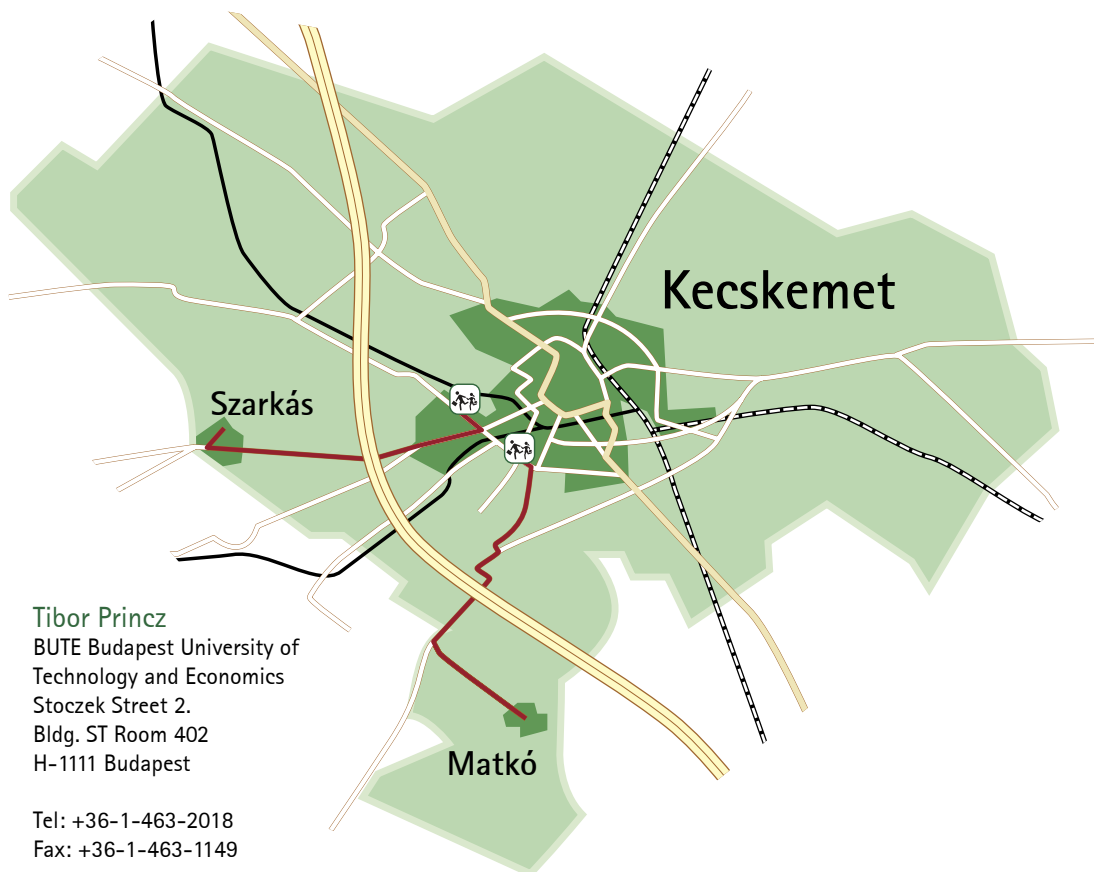 Kecskemet
Szarkás
Tibor Princz
BUTE Budapest University of
Technology and Economics
Stoczek Street 2.
Bldg. ST Room 402
H-1111 Budapest
Matkó
Tel: +36-1-463-2018
Fax: +36-1-463-1149